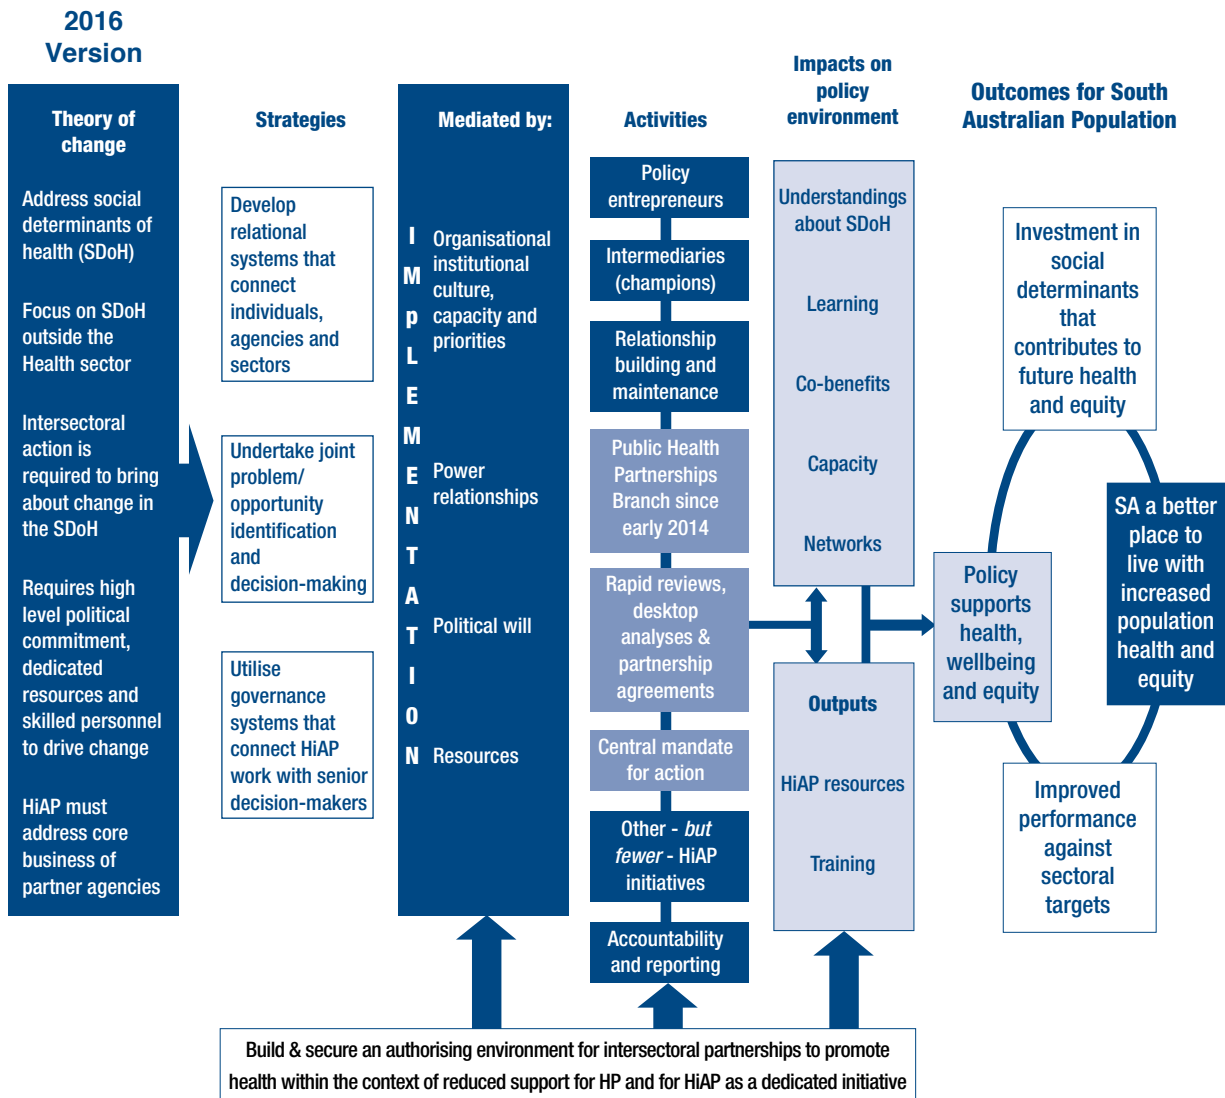 2016
Version
Theory of
change
Address social
determinants of
health (SDoH)
Focus on SDoH
outside the
Health sector
Intersectoral
action is
required to bring
about change in
the SDoH
Requires high
level political
commitment,
dedicated
resources and
skilled personnel
to drive change
HiAP must
address core
business of
partner agencies
Strategies
Develop
relational
systems that
connect
individuals,
agencies and
sectors
Undertake joint
problem/
opportunity
identification
and
decision-making
Utilise
governance
systems that
connect HiAP
work with senior
decision-makers
Mediated by:
IMpLEMENTATION
Organisational
institutional
culture,
capacity and
priorities
Power
relationships
Political will
Resources
Activities
Policy
entrepreneurs
Intermediaries
(champions)
Relationship
building and
maintenance
Public Health
Partnerships
Branch since
early 2014
Rapid reviews,
desktop
analyses &
partnership
agreements
Central mandate
for action
Other - but
fewer - HiAP
initiatives
Accountability
and reporting
Impacts on
policy
environment
Understandings
about SDoH
Learning
Co-benefits
Capacity
Networks
Outputs
HiAP resources
Training
Outcomes for South
Australian Population
Investment in
social
determinants
that
contributes to
future health
and equity
Policy
supports
health,
wellbeing
and equity
SA a better
place to
live with
increased
population
health and
equity
Improved
performance
against
sectoral
targets
Build & secure an authorising environment for intersectoral partnerships to promote
health within the context of reduced support for HP and for HiAP as a dedicated initiative